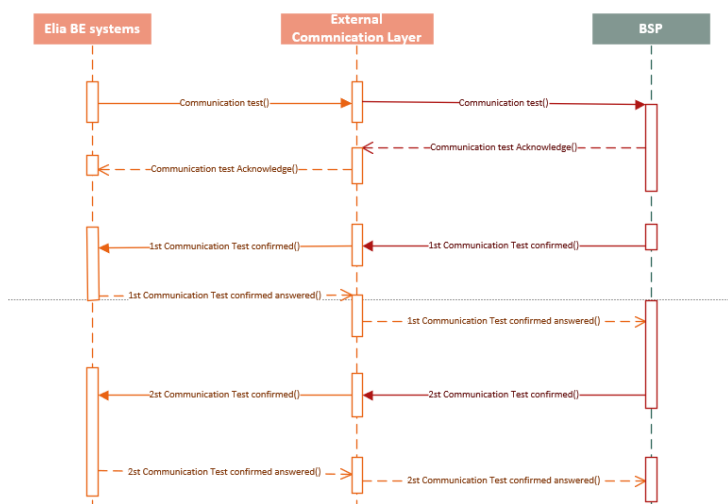 Elia BE systems
External
Commnication Layer
BSP
Communication test()
Communication test()
Communication test Acknowledge()
Communication test Acknowledge()
1st Communication Test confirmed()
1st Communication Test confirmed()
1st Communication Test confirmed answered()
1st Communication Test confirmed answered()
2st Communication Test confirmed()
2st Communication Test confirmed()
2st Communication Test confirmed answered()
2st Communication Test confirmed answered()